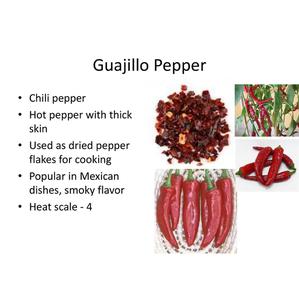 Guajillo Pepper
• Chili pepper
• Hot pepper with thick
skin
• Used as dried pepper
flakes for cooking
• Popular in Mexican
dishes, smoky flavor
• Heat scale - 4